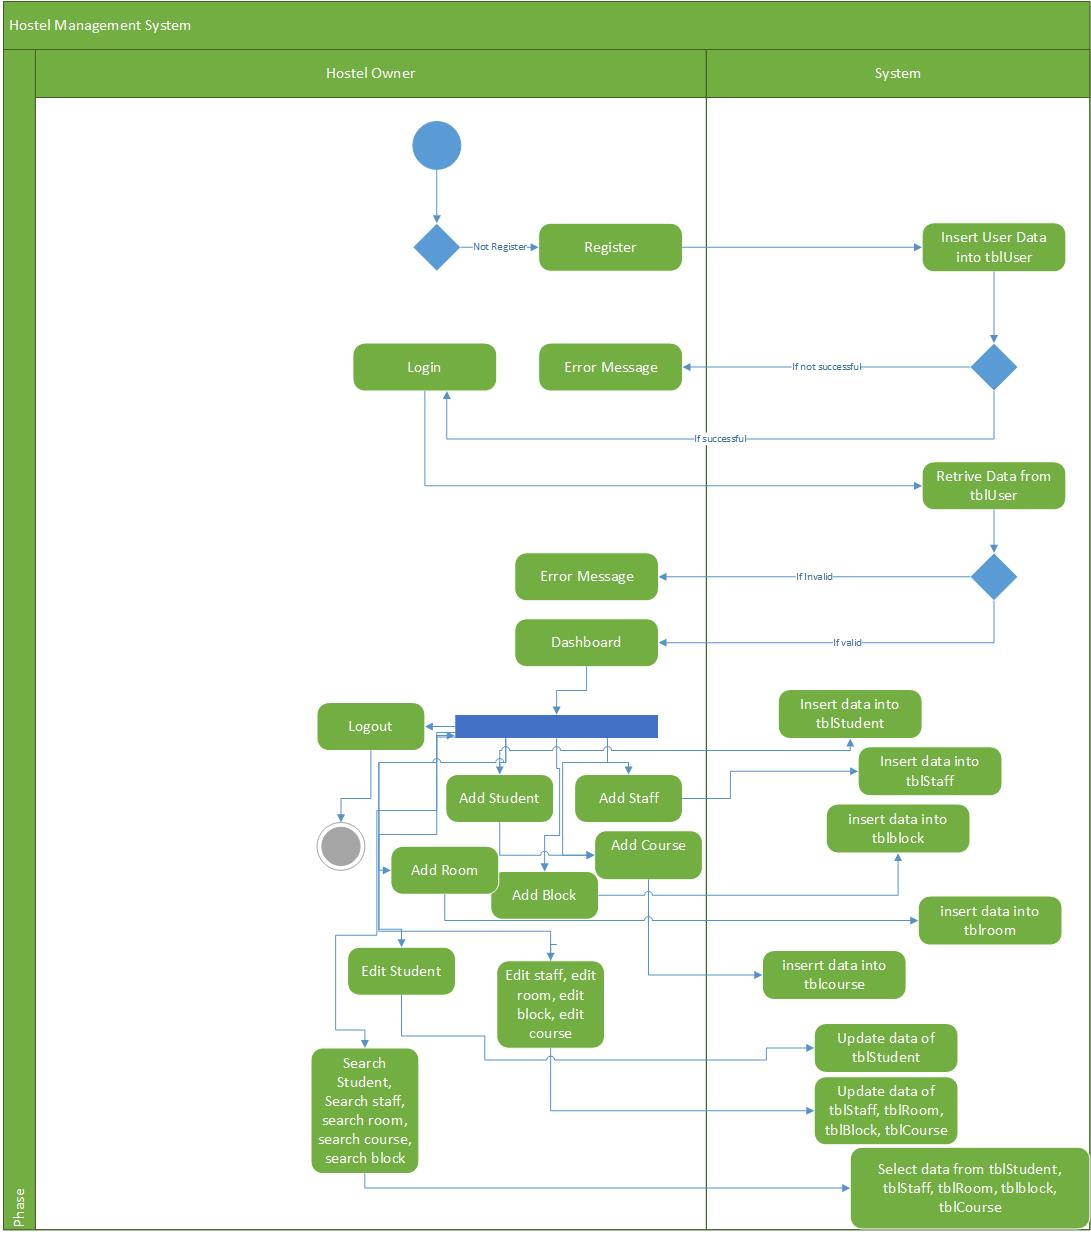 Hostel Management System
Hostel Owner
System
Not Register
Register
Insert User Data
into tblUser
Login
Error Message
If not successful
If successful
Retrive Data from
tblUser
Error Message
If Invalid
Dashboard
If valid
Logout
Insert data into
tblStudent
Insert data into
tblStaff
Add Student
Add Staff
insert data into
tblblock
Add Course
Add Room
Add Block
insert data into
tblroom
Edit Student
Edit staff, edit
room, edit
block, edit
course
inserrt data into
tblcourse
Update data of
tblStudent
Search
Student,
Search staff,
search room,
search course,
search block
Update data of
tblStaff, tblRoom,
tblBlock, tblCourse
Select data from tblStudent,
tblStaff, tblRoom, tblblock,
tblCourse
Phase